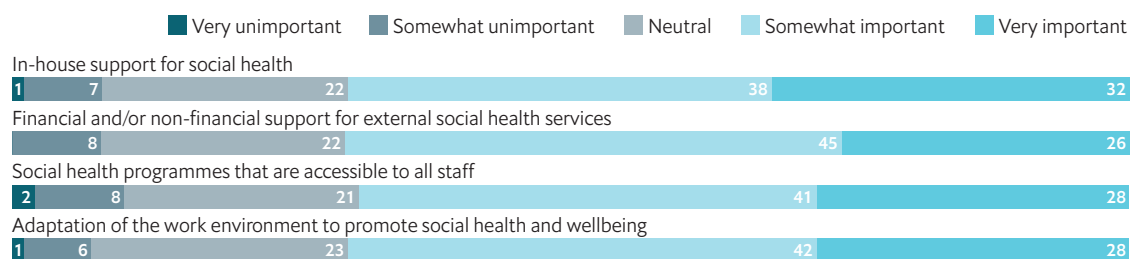 Very unimportant Somewhat unimportant Neutral Somewhat important Very important
In-house support for social health
1 7 22 38 32
Financial and/or non-financial support for external social health services
8 22 45 26
Social health programmes that are accessible to all staff
2 8 21 41 28
Adaptation of the work environment to promote social health and wellbeing
1 6 23 42 28